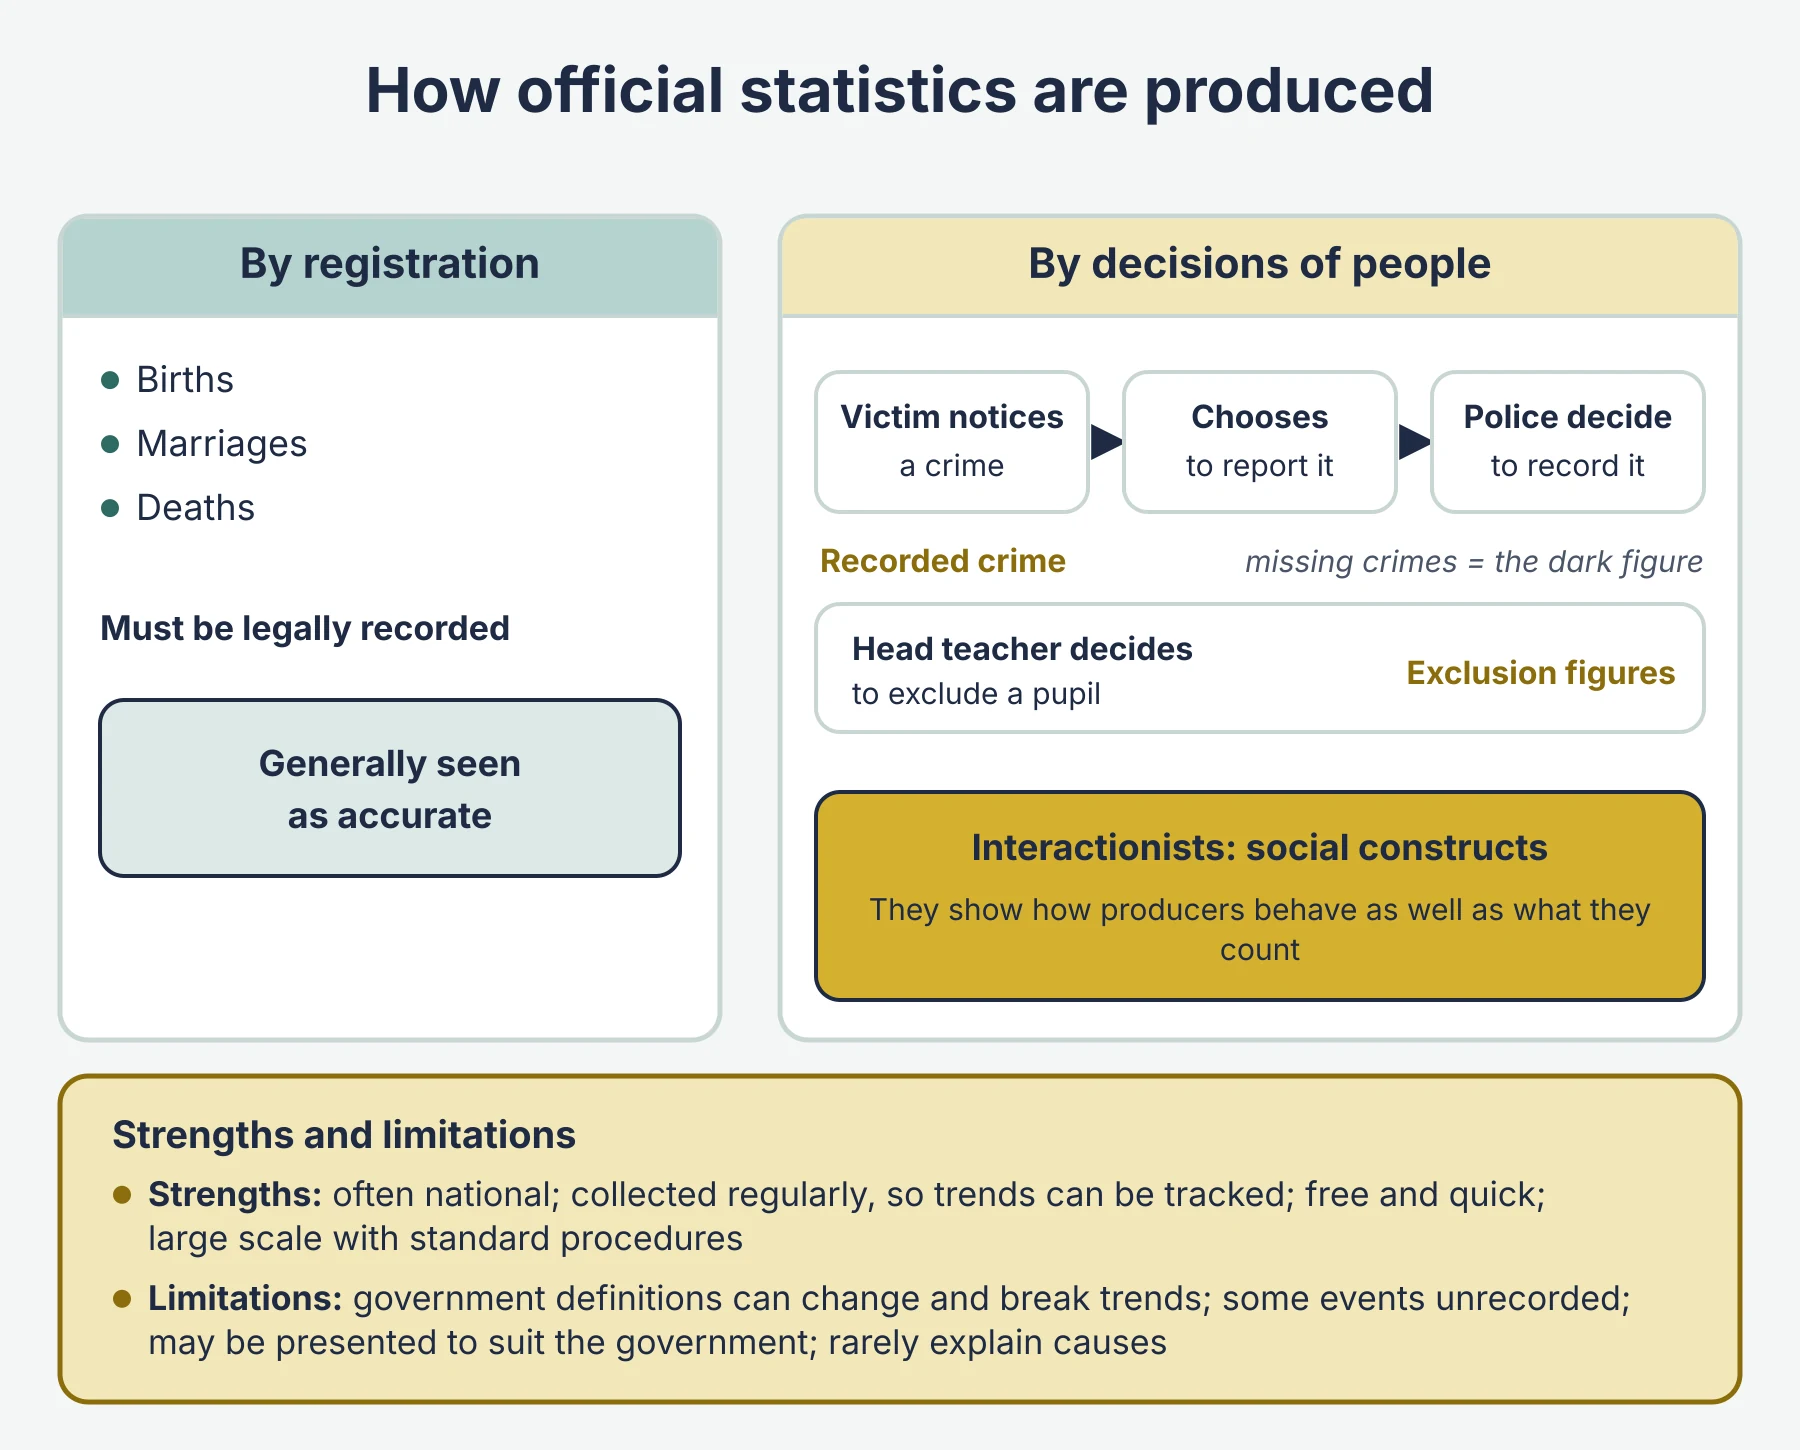 How official statistics are produced
By registration
Births
Marriages
Deaths
Must be legally recorded
Generally seen
as accurate
By decisions of people
Victim notices
a crime
Chooses
to report it
Police decide
to record it
Recorded crime
missing crimes = the dark figure
Head teacher decides
to exclude a pupil
Exclusion figures
Interactionists: social constructs
They show how producers behave as well as what they
count
Strengths and limitations
Strengths: often national; collected regularly, so trends can be tracked; free and quick;
large scale with standard procedures
Limitations: government definitions can change and break trends; some events unrecorded;
may be presented to suit the government; rarely explain causes